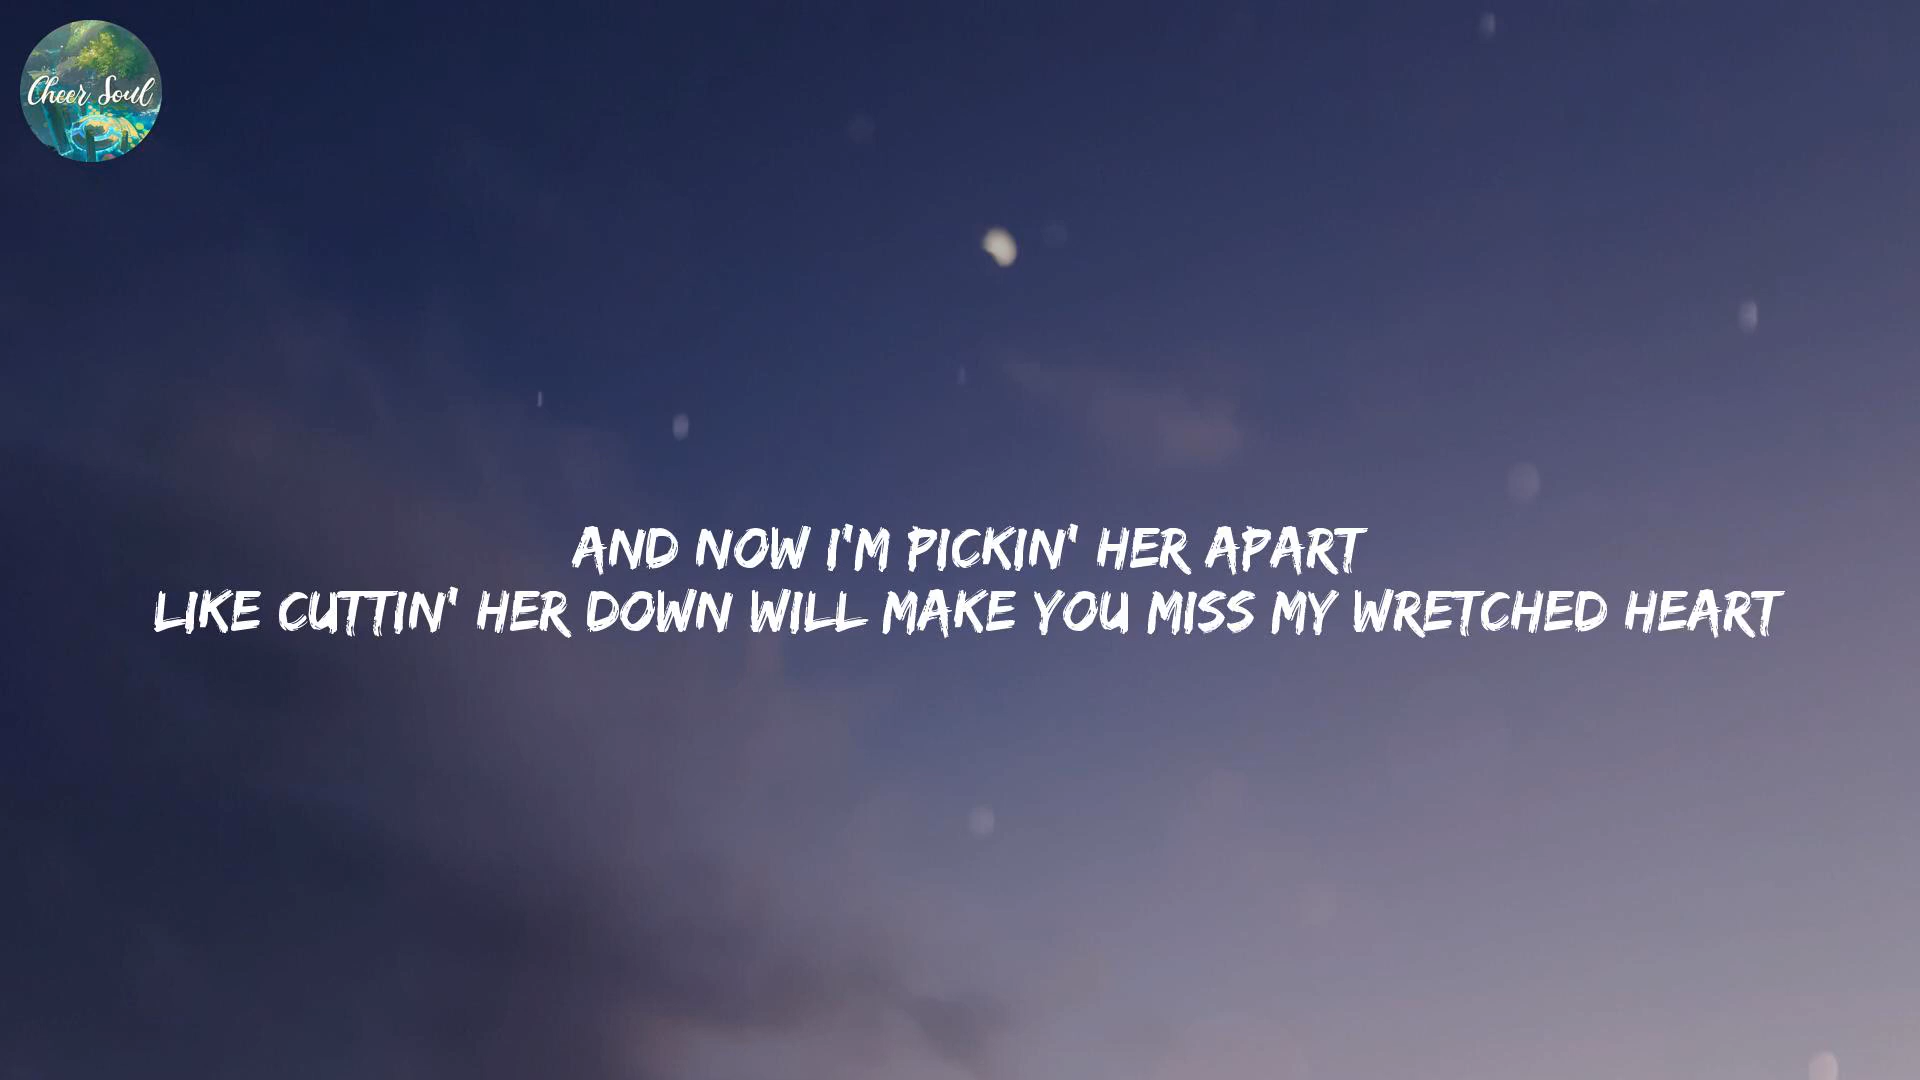 Cheer Soul
AND NOW I'M PICKIN' HER APART
LIKE CUTTIN' HER DOWN WILL MAKE YOU MISS MY WRETCHED HEART